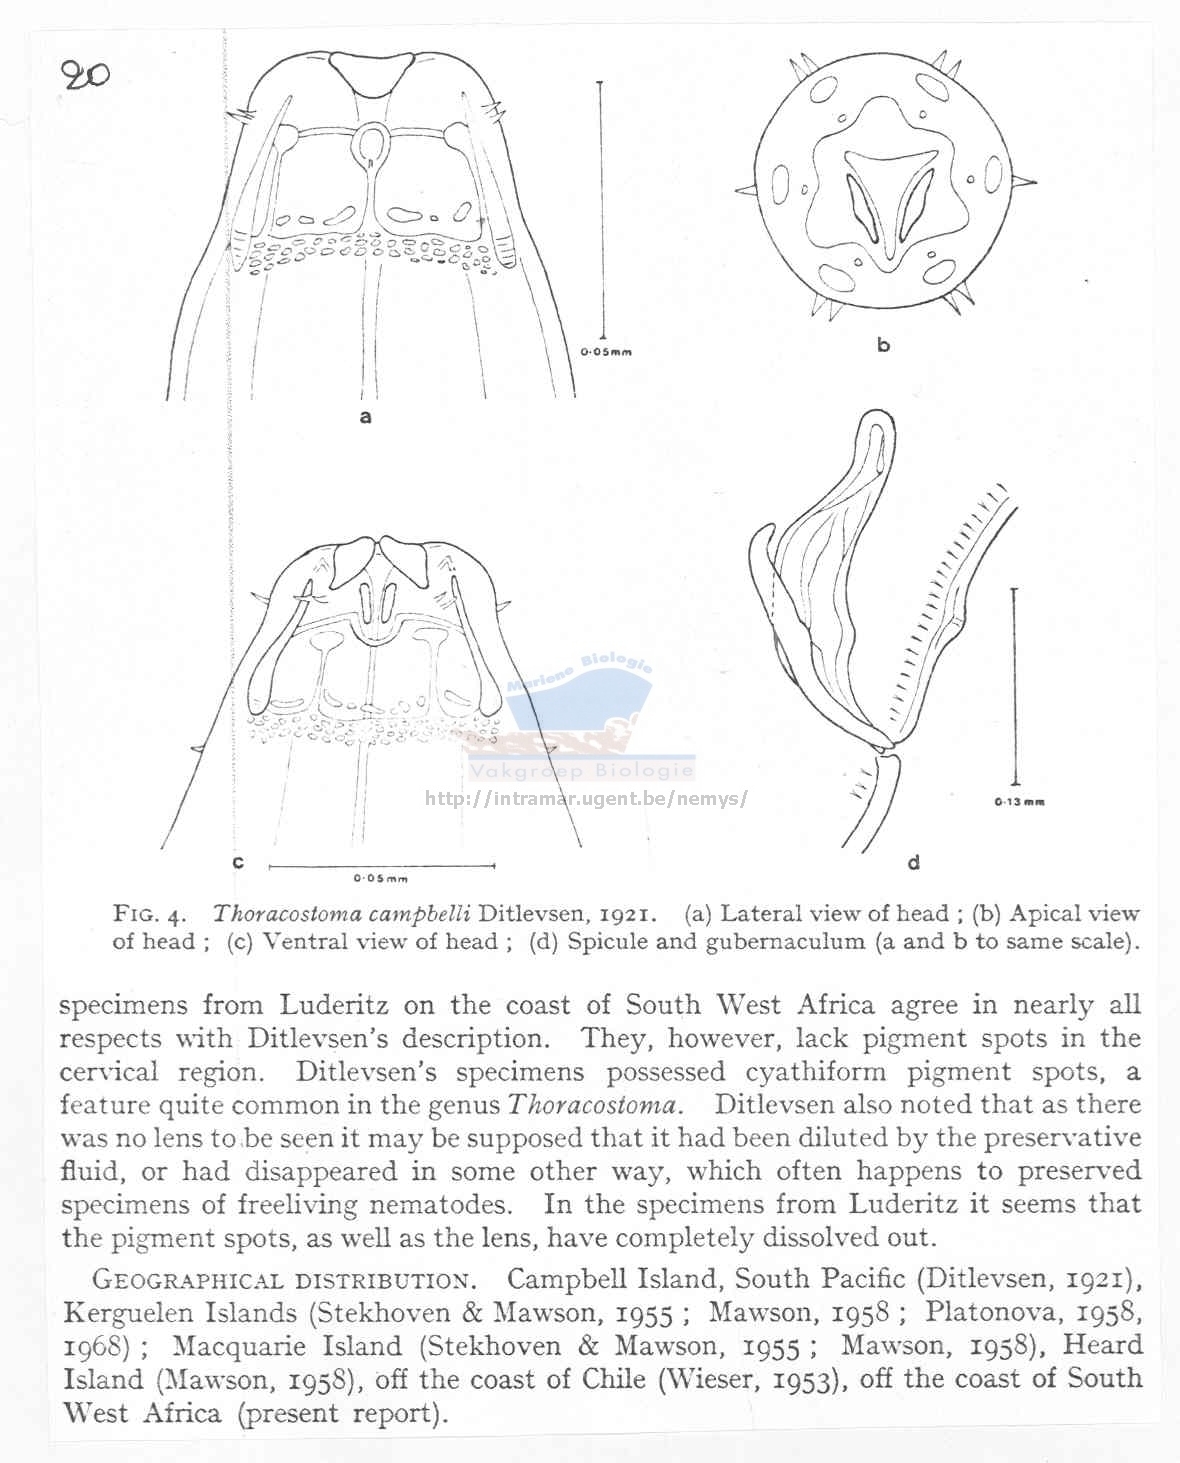 20
0·05mm
a
b
0·05mm
c
0·13mm
d
Mariene Biologie
Vakgroep Biologie
http://intramar.ugent.be/nemys/
FIG. 4. Thoracostoma campbelli Ditlevsen, 1921. (a) Lateral view of head ; (b) Apical view
of head ; (c) Ventral view of head ; (d) Spicule and gubernaculum (a and b to same scale).
specimens from Luderitz on the coast of South West Africa agree in nearly all
respects with Ditlevsen's description. They, however, lack pigment spots in the
cervical region. Ditlevsen's specimens possessed cyathiform pigment spots, a
feature quite common in the genus Thoracostoma. Ditlevsen also noted that as there
was no lens to be seen it may be supposed that it had been diluted by the preservative
fluid, or had disappeared in some other way, which often happens to preserved
specimens of freeliving nematodes. In the specimens from Luderitz it seems that
the pigment spots, as well as the lens, have completely dissolved out.
GEOGRAPHICAL DISTRIBUTION. Campbell Island, South Pacific (Ditlevsen, 1921),
Kerguelen Islands (Stekhoven & Mawson, 1955 ; Mawson, 1958 ; Platonova, 1958,
1968) ; Macquarie Island (Stekhoven & Mawson, 1955 ; Mawson, 1958), Heard
Island (Mawson, 1958), off the coast of Chile (Wieser, 1953), off the coast of South
West Africa (present report).